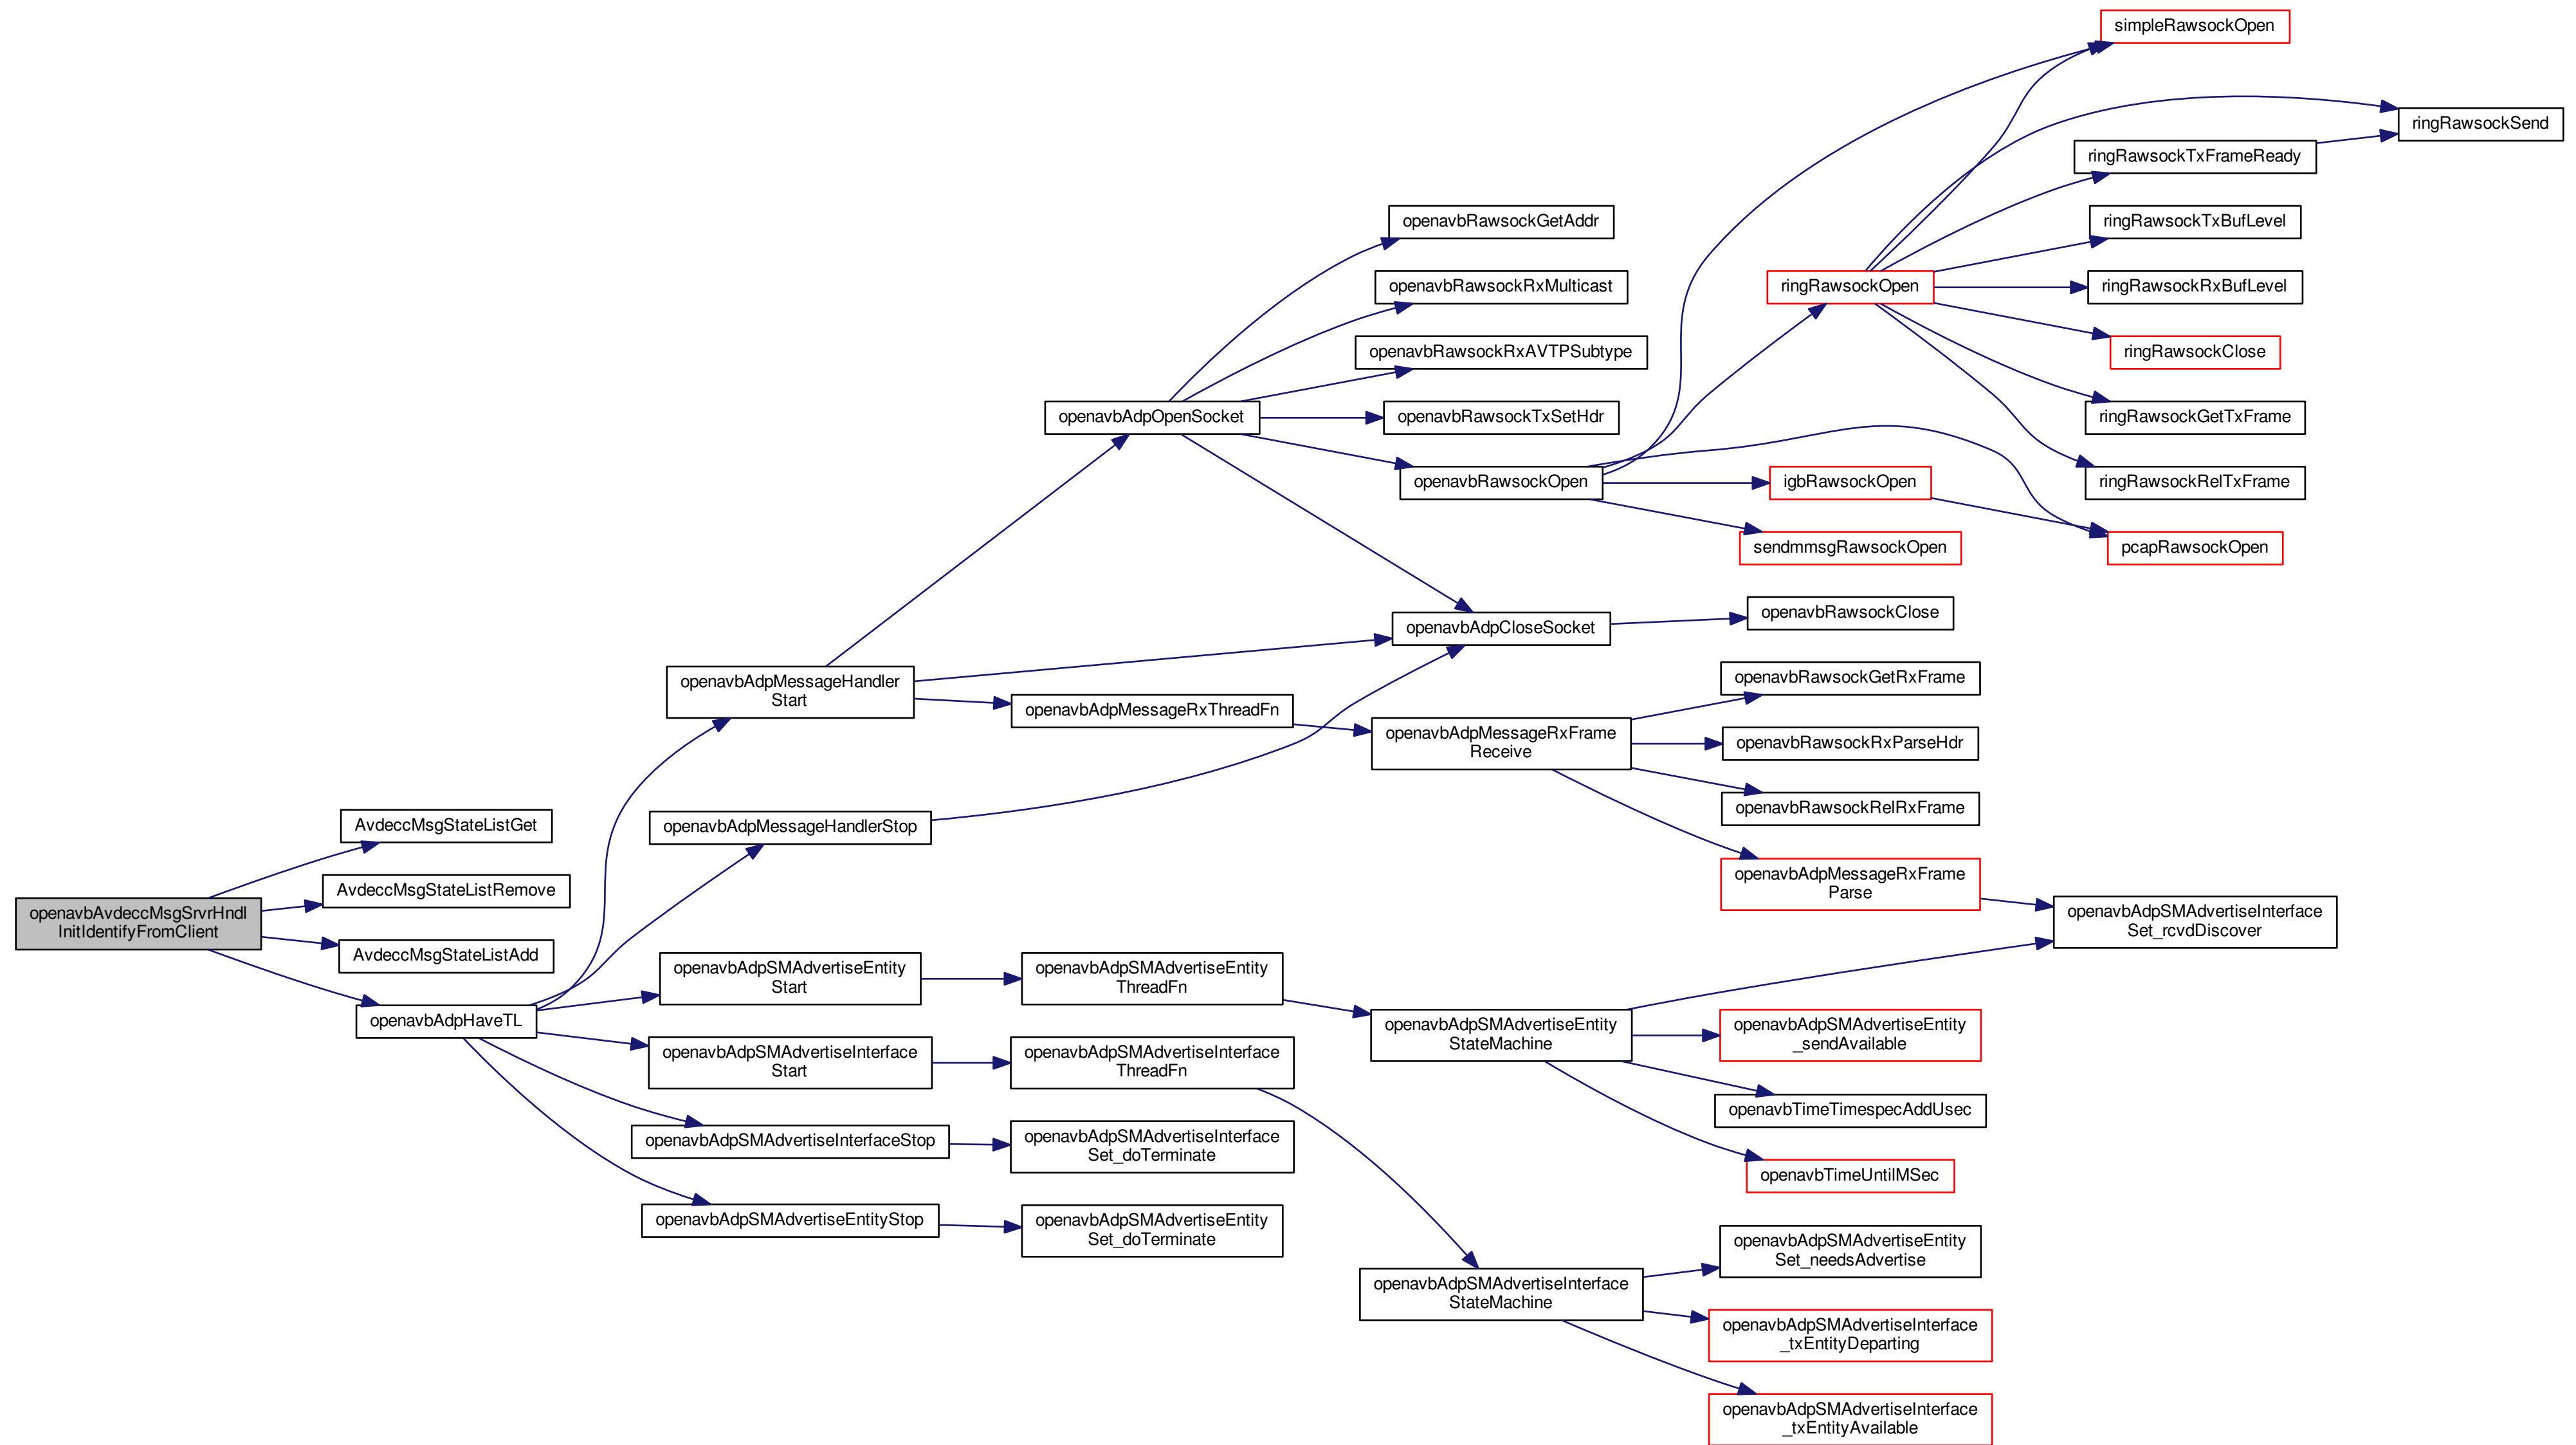 simpleRawsockOpen
ringRawsockSend
ringRawsockTxFrameReady
openavbRawsockGetAddr
ringRawsockTxBufLevel
openavbRawsockRxMulticast
ringRawsockOpen
ringRawsockRxBufLevel
openavbRawsockRxAVTPSubtype
ringRawsockClose
openavbAdpOpenSocket
openavbRawsockTxSetHdr
ringRawsockGetTxFrame
openavbRawsockOpen
igbRawsockOpen
ringRawsockRelTxFrame
sendmmsgRawsockOpen
pcapRawsockOpen
openavbAdpCloseSocket
openavbRawsockClose
openavbAdpMessageHandler
Start
openavbAdpMessageRxThreadFn
openavbRawsockGetRxFrame
openavbAdpMessageRxFrame
Receive
openavbRawsockRxParseHdr
openavbRawsockRelRxFrame
AvdeccMsgStateListGet
openavbAdpMessageHandlerStop
openavbAdpMessageRxFrame
Parse
AvdeccMsgStateListRemove
openavbAvdeccMsgSrvrHndl
InitIdentifyFromClient
openavbAdpSMAdvertiseInterface
Set_rcvdDiscover
AvdeccMsgStateListAdd
openavbAdpSMAdvertiseEntity
Start
openavbAdpSMAdvertiseEntity
ThreadFn
openavbAdpHaveTL
openavbAdpSMAdvertiseEntity
StateMachine
openavbAdpSMAdvertiseEntity
_sendAvailable
openavbAdpSMAdvertiseInterface
Start
openavbAdpSMAdvertiseInterface
ThreadFn
openavbTimeTimespecAddUsec
openavbAdpSMAdvertiseInterfaceStop
openavbAdpSMAdvertiseInterface
Set_doTerminate
openavbTimeUntilMSec
openavbAdpSMAdvertiseEntityStop
openavbAdpSMAdvertiseEntity
Set_doTerminate
openavbAdpSMAdvertiseEntity
Set_needsAdvertise
openavbAdpSMAdvertiseInterface
StateMachine
openavbAdpSMAdvertiseInterface
_txEntityDeparting
openavbAdpSMAdvertiseInterface
_txEntityAvailable